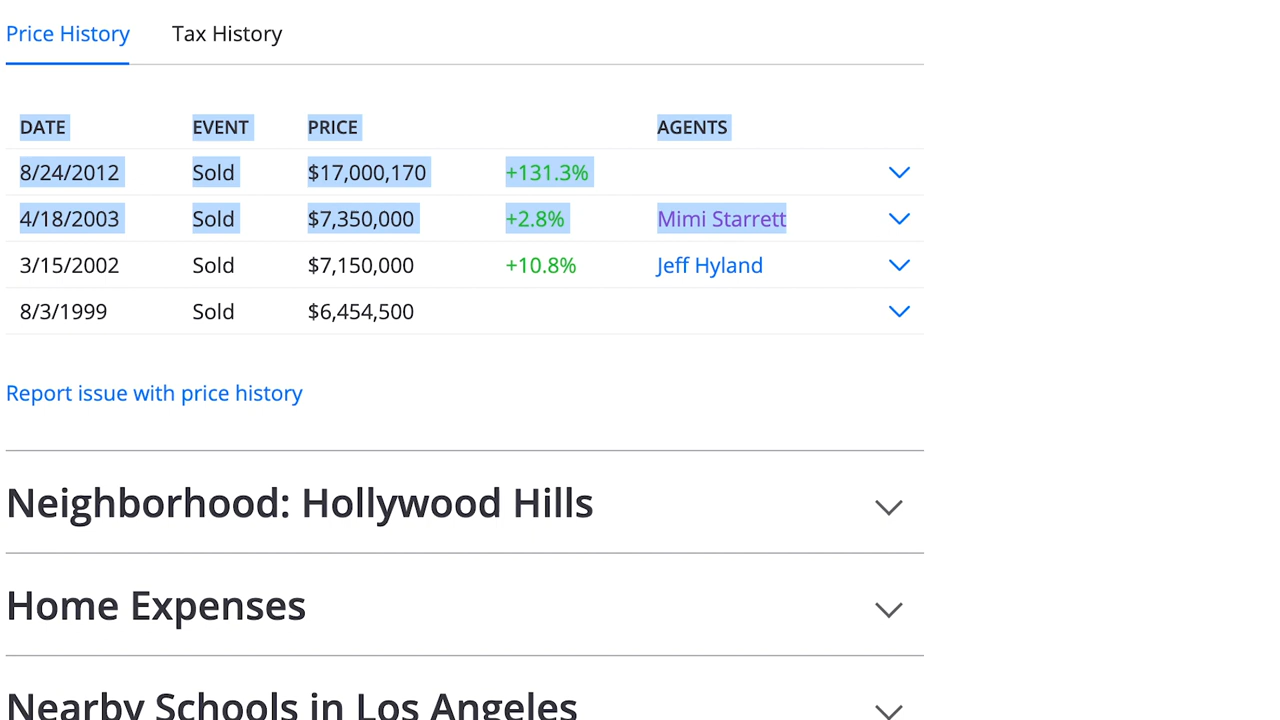 Price History Tax History
DATE EVENT PRICE AGENTS
8/24/2012 Sold $17,000,170 +131.3%
4/18/2003 Sold $7,350,000 +2.8% Mimi Starrett
3/15/2002 Sold $7,150,000 +10.8% Jeff Hyland
8/3/1999 Sold $6,454,500
Report issue with price history
Neighborhood: Hollywood Hills
Home Expenses
Nearby Schools in Los Angeles